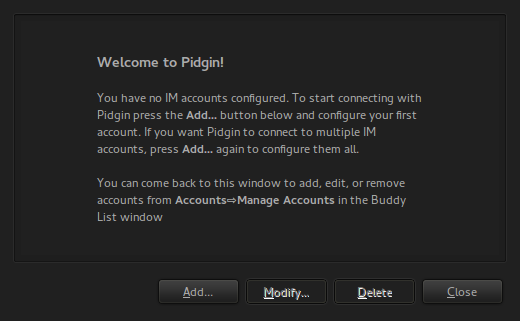 Welcome to Pidgin!
You have no IM accounts configured. To start connecting with
Pidgin press the Add... button below and configure your first
account. If you want Pidgin to connect to multiple IM
accounts, press Add... again to configure them all.
You can come back to this window to add, edit, or remove
accounts from Accounts⇨Manage Accounts in the Buddy
List window
Add... Modify... Delete Close